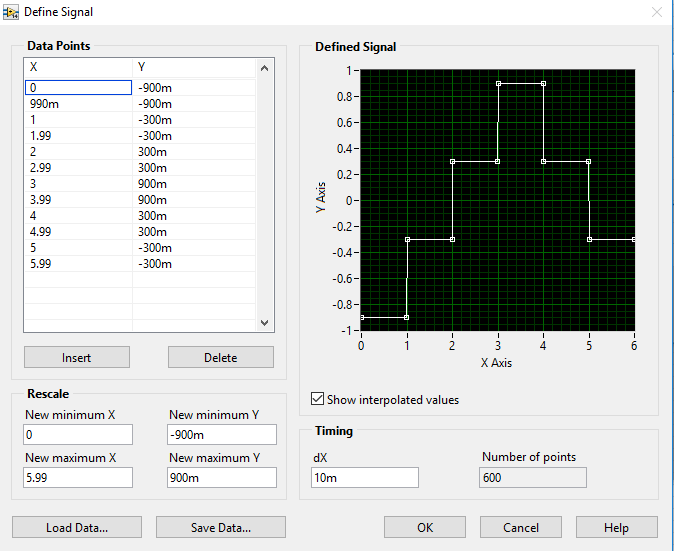 Define Signal
Data Points
X Y
0 -900m
990m -900m
1 -300m
1.99 -300m
2 300m
2.99 300m
3 900m
3.99 900m
4 300m
4.99 300m
5 -300m
5.99 -300m
Insert Delete
Rescale
New minimum X New minimum Y
0 -900m
New maximum X New maximum Y
5.99 900m
Load Data... Save Data...
Defined Signal
1
0.8
0.6
0.4
0.2
0
-0.2
-0.4
-0.6
-0.8
-1
Y Axis
0 1 2 3 4 5 6
X Axis
Show interpolated values
Timing
dX Number of points
10m 600
OK Cancel Help